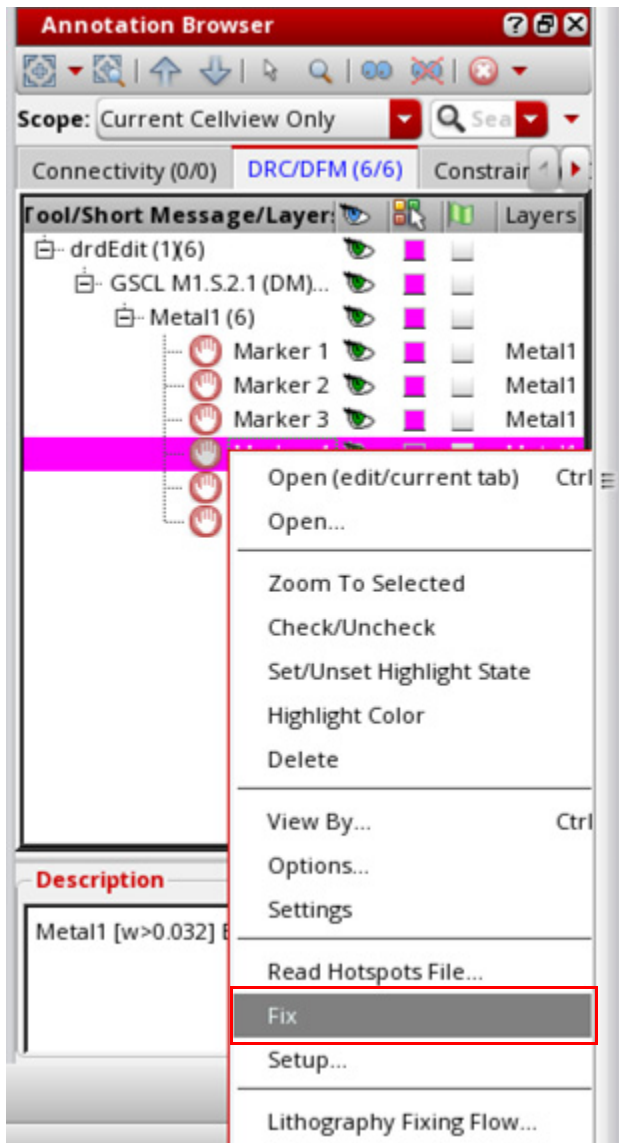 Annotation Browser
Scope: Current Cellview Only Sea
Connectivity (0/0) DRC/DFM (6/6) Constrain
Tool/Short Message/Layer: Layers
drdEdit (1)(6)
GSCL M1.S.2.1 (DM)...
Metal1 (6)
Marker 1 Metal1
Marker 2 Metal1
Marker 3 Metal1
Open (edit/current tab) Ctrl
Open...
Zoom To Selected
Check/Uncheck
Set/Unset Highlight State
Highlight Color
Delete
View By... Ctrl
Options...
Settings
Read Hotspots File...
Fix
Setup...
Lithography Fixing Flow...
Description
Metal1 [w>0.032]